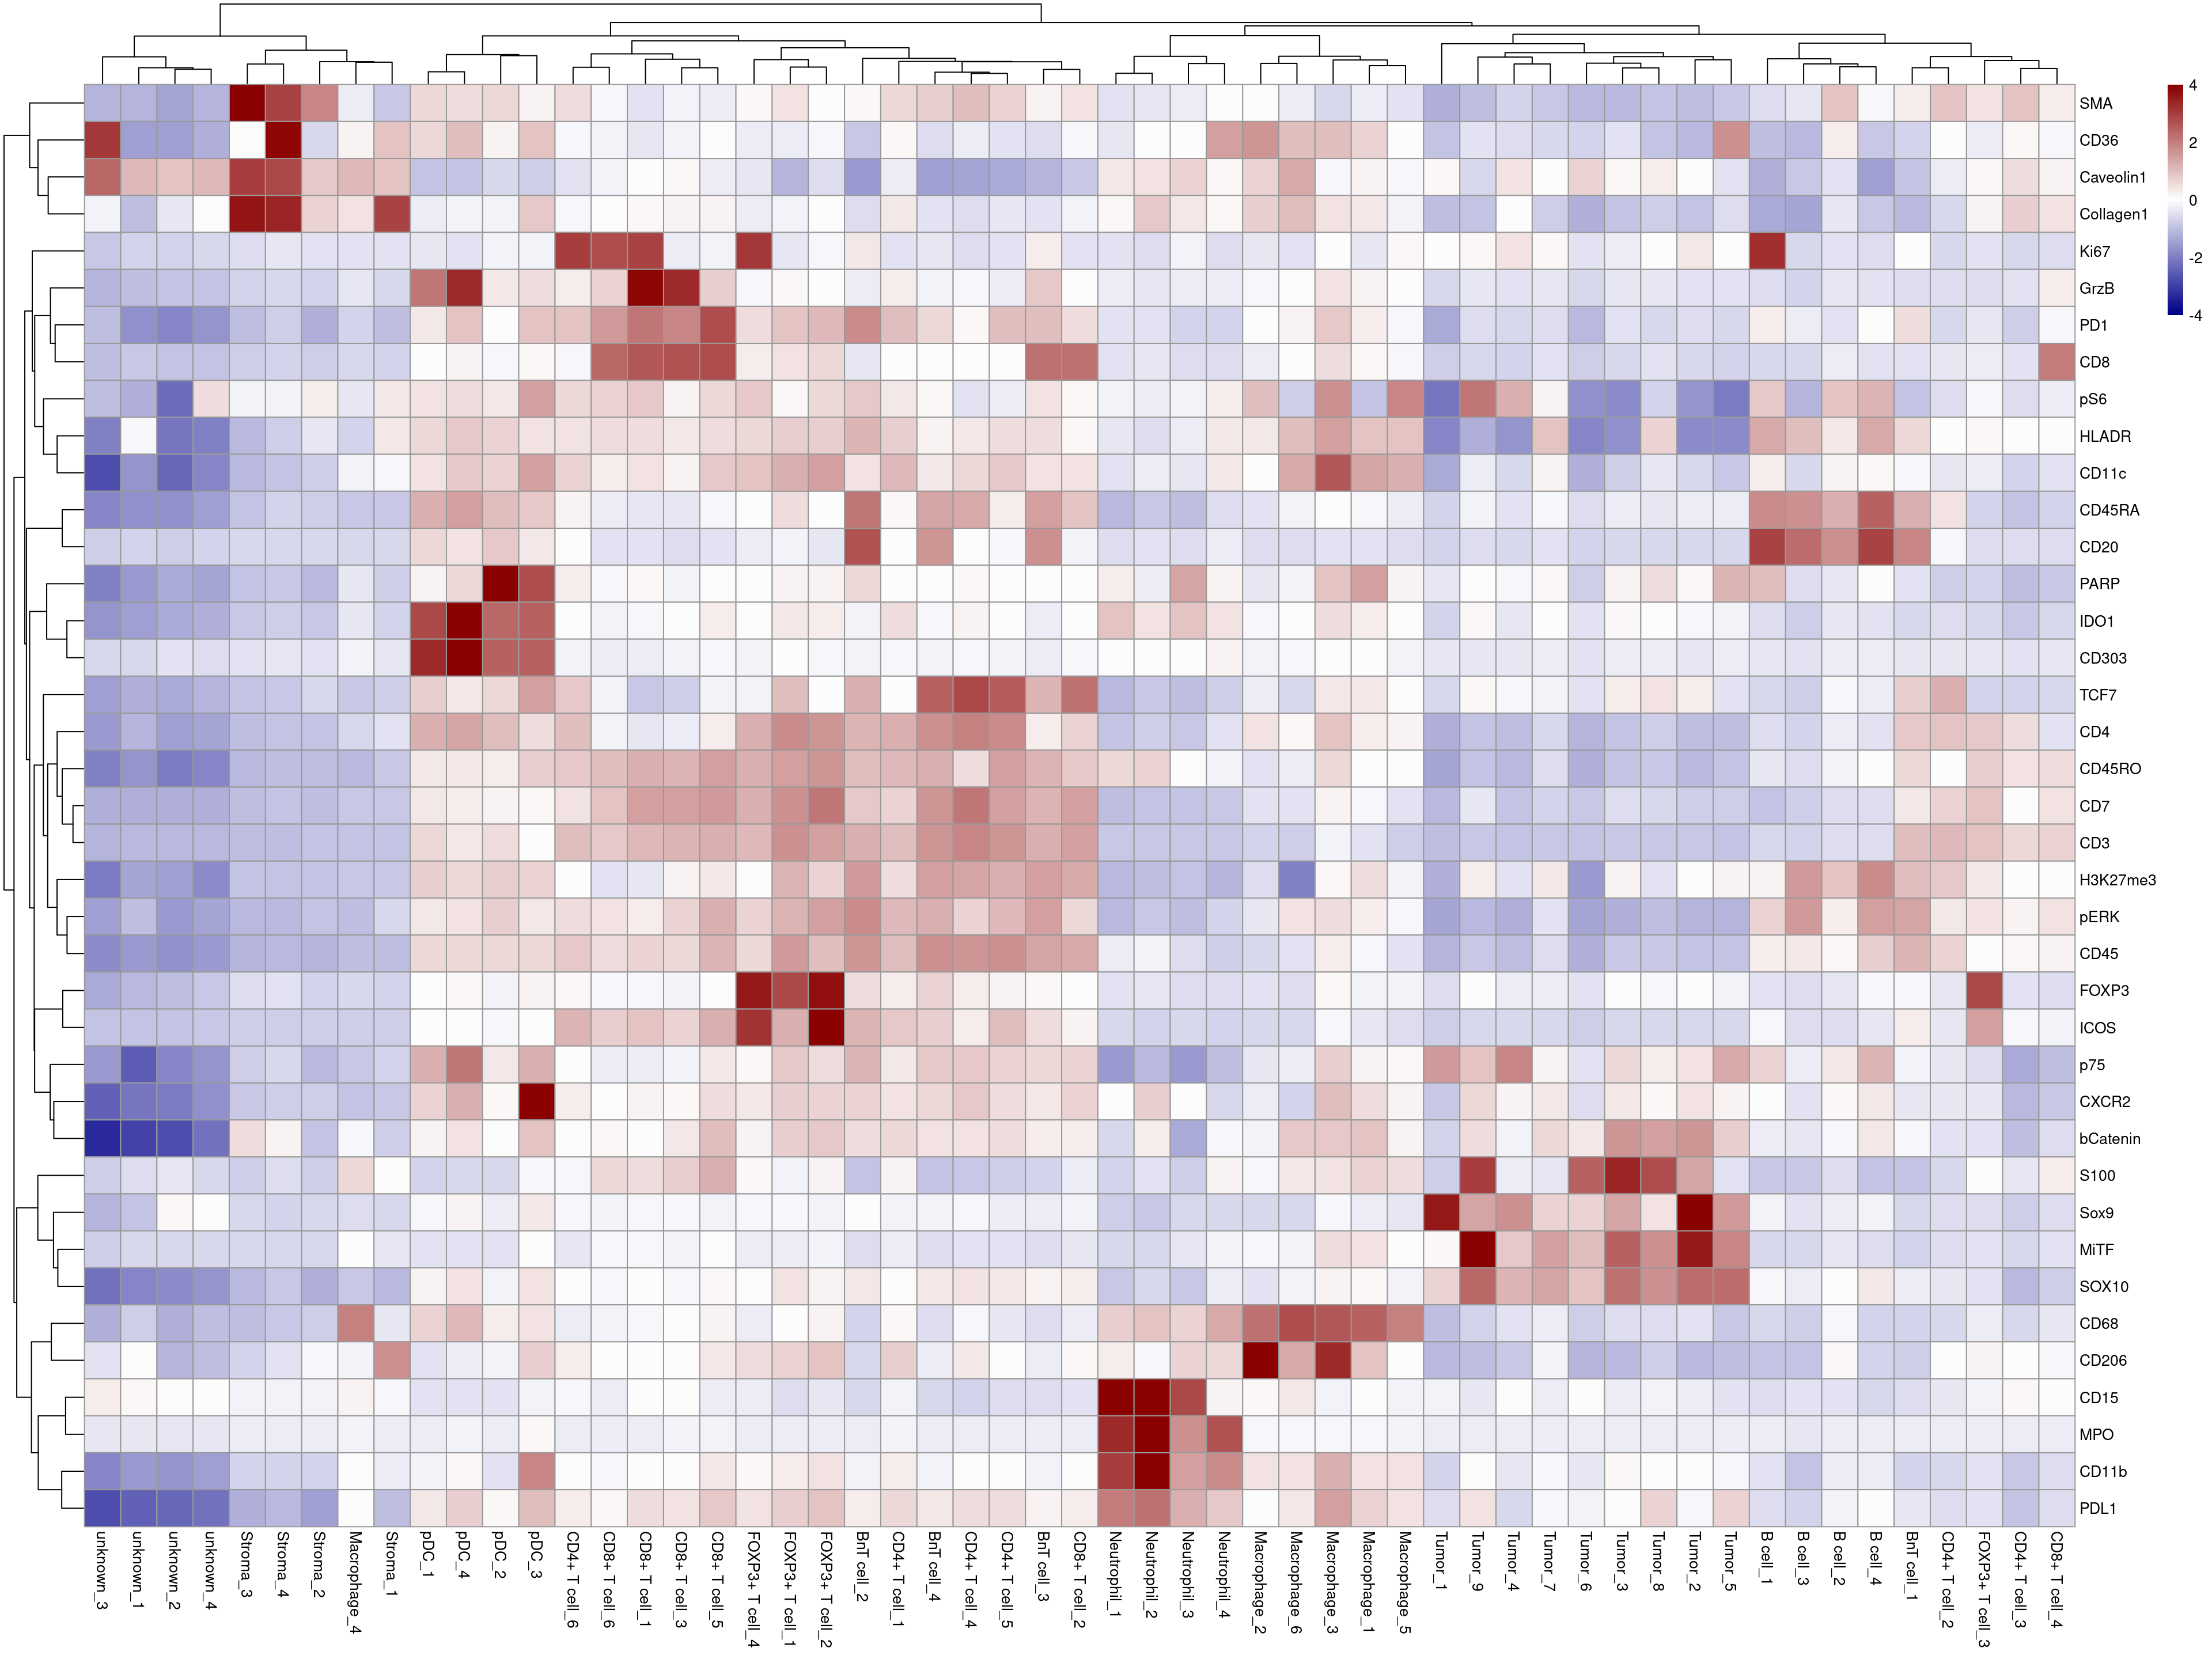 4
2
0
-2
-4
SMA
CD36
Caveolin1
Collagen1
Ki67
GrzB
PD1
CD8
pS6
HLADR
CD11c
CD45RA
CD20
PARP
IDO1
CD303
TCF7
CD4
CD45RO
CD7
CD3
H3K27me3
pERK
CD45
FOXP3
ICOS
p75
CXCR2
bCatenin
S100
Sox9
MiTF
SOX10
CD68
CD206
CD15
MPO
CD11b
PDL1
unknown_3
unknown_1
unknown_2
unknown_4
Stroma_3
Stroma_4
Stroma_2
Macrophage_4
Stroma_1
pDC_1
pDC_4
pDC_2
pDC_3
CD4+ T cell_6
CD8+ T cell_6
CD8+ T cell_1
CD8+ T cell_3
CD8+ T cell_5
FOXP3+ T cell_4
FOXP3+ T cell_1
FOXP3+ T cell_2
BnT cell_2
CD4+ T cell_1
BnT cell_4
CD4+ T cell_4
CD4+ T cell_5
BnT cell_3
CD8+ T cell_2
Neutrophil_1
Neutrophil_2
Neutrophil_3
Neutrophil_4
Macrophage_2
Macrophage_6
Macrophage_3
Macrophage_1
Macrophage_5
Tumor_1
Tumor_9
Tumor_4
Tumor_7
Tumor_6
Tumor_3
Tumor_8
Tumor_2
Tumor_5
B cell_1
B cell_3
B cell_2
B cell_4
BnT cell_1
CD4+ T cell_2
FOXP3+ T cell_3
CD4+ T cell_3
CD8+ T cell_4